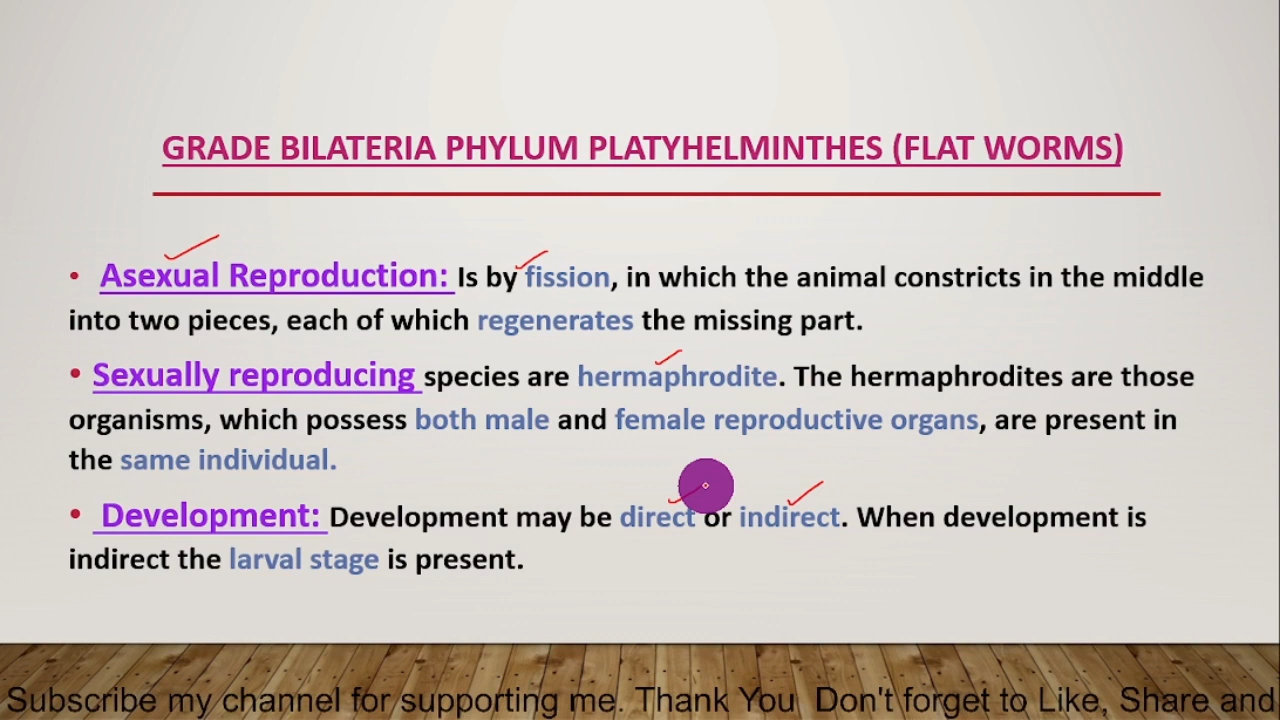 GRADE BILATERIA PHYLUM PLATYHELMINTHES (FLAT WORMS)
• Asexual Reproduction: Is by fission, in which the animal constricts in the middle
into two pieces, each of which regenerates the missing part.
• Sexually reproducing species are hermaphrodite. The hermaphrodites are those
organisms, which possess both male and female reproductive organs, are present in
the same individual.
• Development: Development may be direct or indirect. When development is
indirect the larval stage is present.
Subscribe my channel for supporting me. Thank You Don't forget to Like, Share and